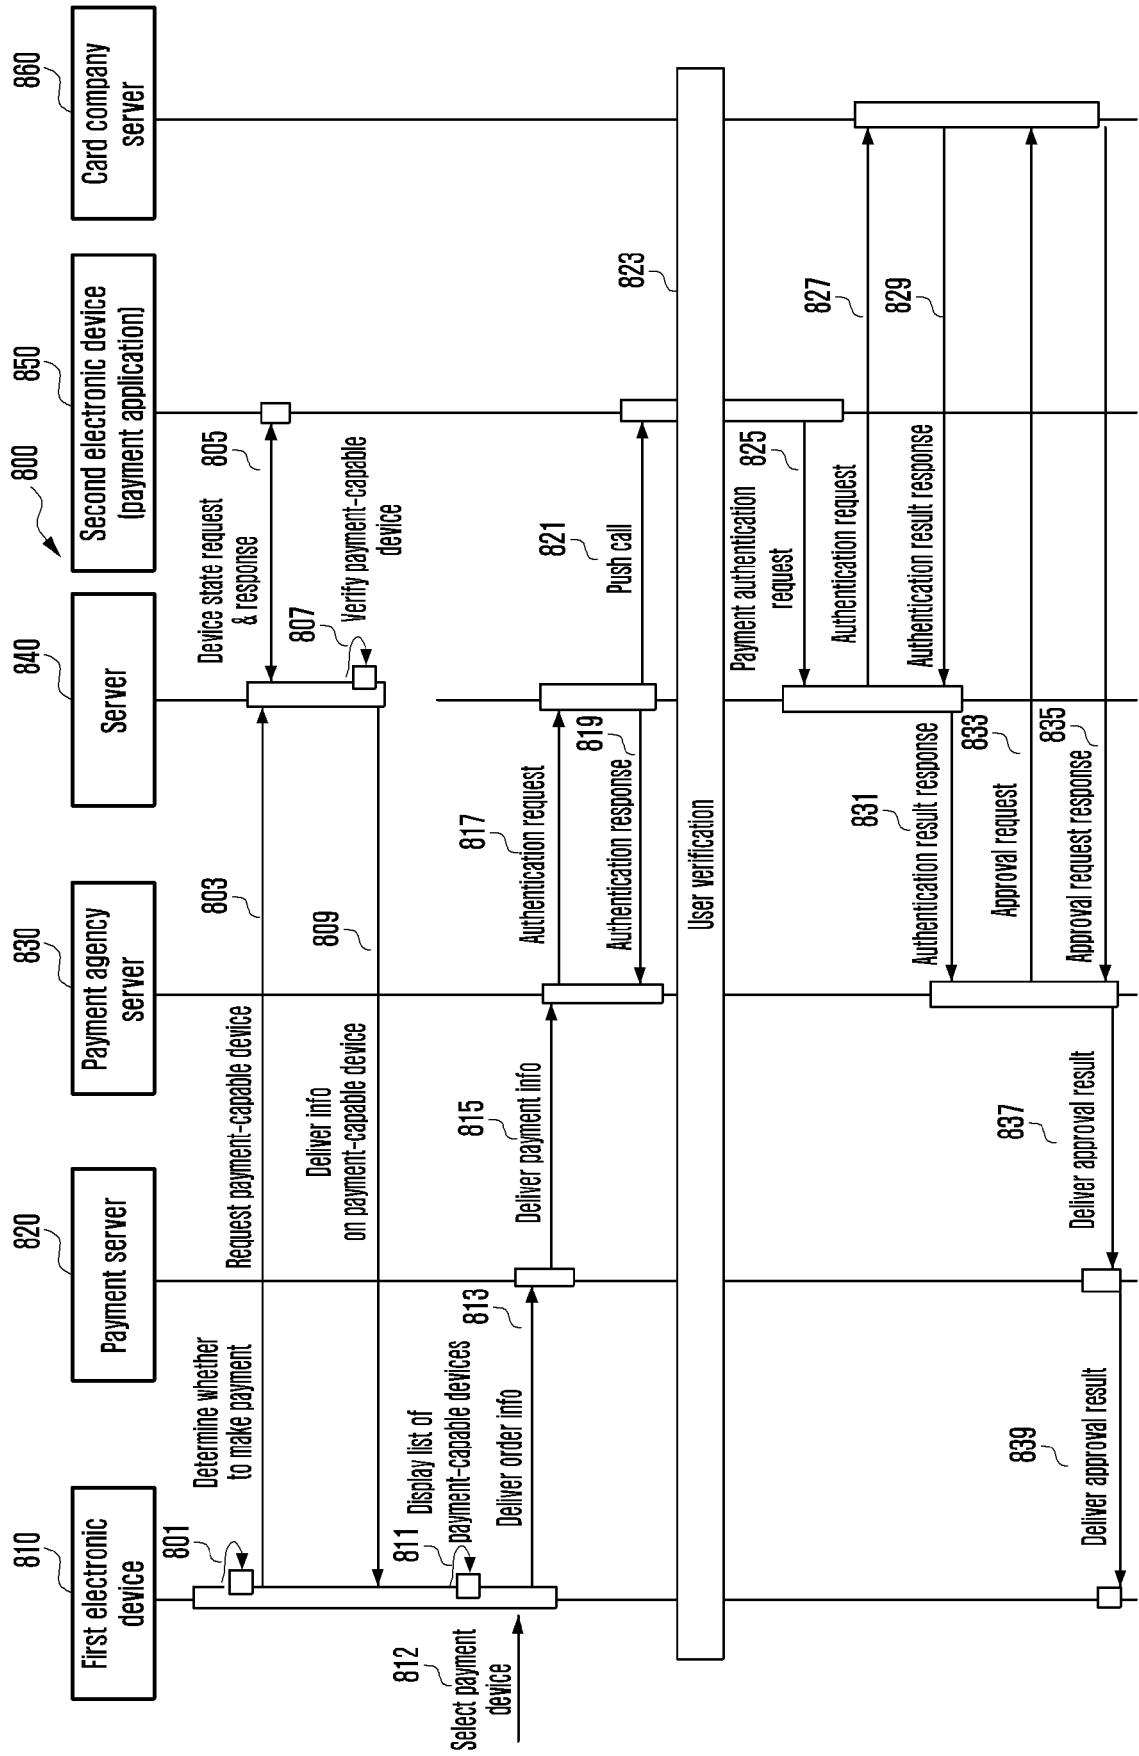 800
810
First electronic
device
820
Payment server
830
Payment agency
server
840
Server
850
Second electronic device
(payment application)
860
Card company
server
801
Determine whether
to make payment
803
Request payment-capable device
805
Device state request
& response
807
Verify payment-capable
device
809
Deliver info
on payment-capable device
811
Display list of
payment-capable devices
812
Select payment
device
813
Deliver order info
815
Deliver payment info
817
Authentication request
819
Authentication response
821
Push call
823
User verification
825
Payment authentication
request
827
Authentication request
829
Authentication result response
831
Authentication result response
833
Approval request
835
Approval request response
837
Deliver approval result
839
Deliver approval result